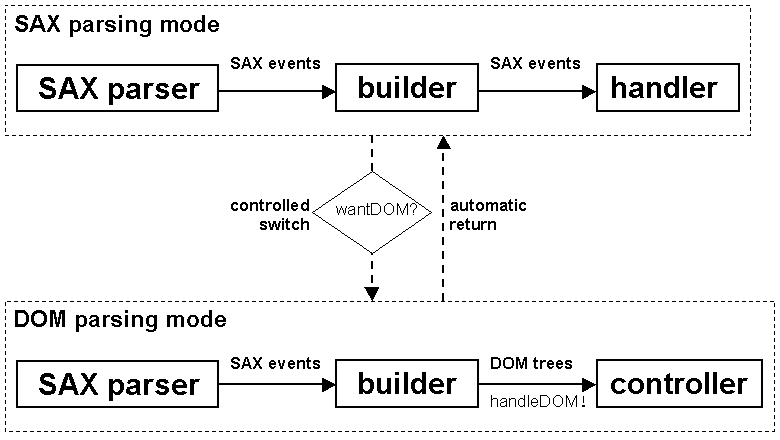 SAX parsing mode
SAX events
SAX events
SAX parser
builder
handler
controlled
switch
wantDOM?
automatic
return
DOM parsing mode
SAX events
DOM trees
SAX parser
builder
controller
handleDOM!